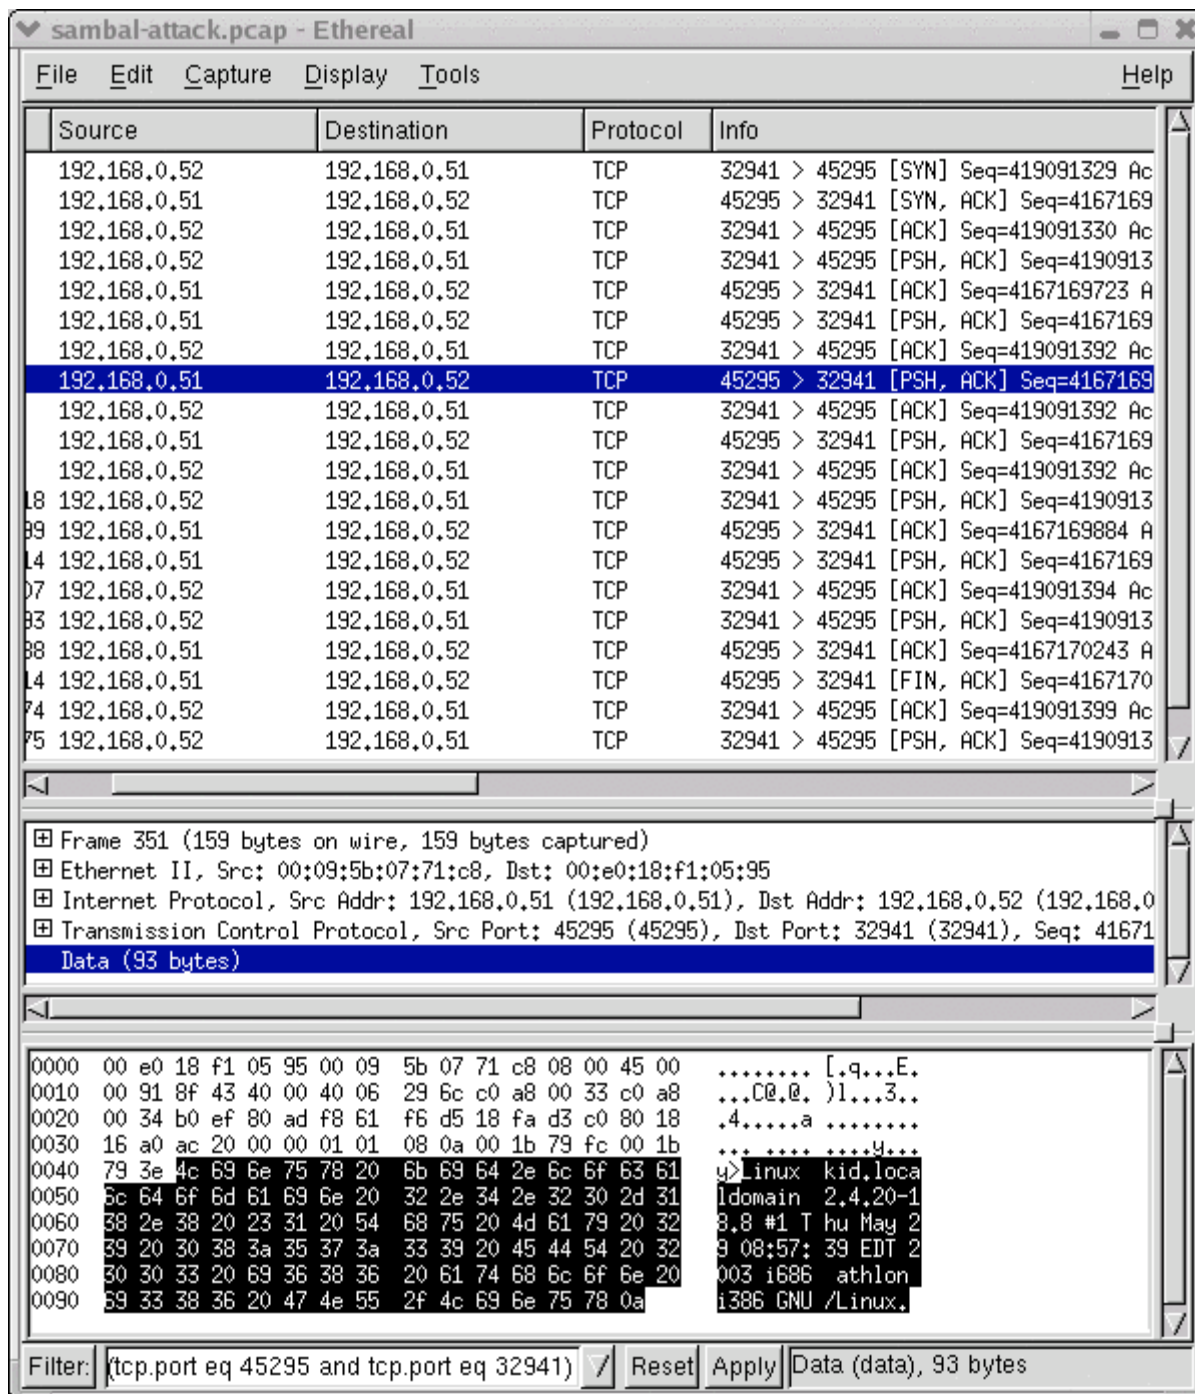 sambal-attack.pcap - Ethereal
File Edit Capture Display Tools Help
Source Destination Protocol Info
192.168.0.52 192.168.0.51 TCP 32941 > 45295 [SYN] Seq=419091329 Ac
192.168.0.51 192.168.0.52 TCP 45295 > 32941 [SYN, ACK] Seq=4167169
192.168.0.52 192.168.0.51 TCP 32941 > 45295 [ACK] Seq=419091330 Ac
192.168.0.52 192.168.0.51 TCP 32941 > 45295 [PSH, ACK] Seq=4190913
192.168.0.51 192.168.0.52 TCP 45295 > 32941 [ACK] Seq=4167169723 A
192.168.0.51 192.168.0.52 TCP 45295 > 32941 [PSH, ACK] Seq=4167169
192.168.0.52 192.168.0.51 TCP 32941 > 45295 [ACK] Seq=419091392 Ac
192.168.0.51 192.168.0.52 TCP 45295 > 32941 [PSH, ACK] Seq=4167169
192.168.0.52 192.168.0.51 TCP 32941 > 45295 [ACK] Seq=419091392 Ac
192.168.0.51 192.168.0.52 TCP 45295 > 32941 [PSH, ACK] Seq=4167169
192.168.0.52 192.168.0.51 TCP 32941 > 45295 [ACK] Seq=419091392 Ac
18 192.168.0.52 192.168.0.51 TCP 32941 > 45295 [PSH, ACK] Seq=4190913
99 192.168.0.51 192.168.0.52 TCP 45295 > 32941 [ACK] Seq=4167169884 A
14 192.168.0.51 192.168.0.52 TCP 45295 > 32941 [PSH, ACK] Seq=4167169
07 192.168.0.52 192.168.0.51 TCP 32941 > 45295 [ACK] Seq=419091394 Ac
93 192.168.0.52 192.168.0.51 TCP 32941 > 45295 [PSH, ACK] Seq=4190913
88 192.168.0.51 192.168.0.52 TCP 45295 > 32941 [ACK] Seq=4167170243 A
14 192.168.0.51 192.168.0.52 TCP 45295 > 32941 [FIN, ACK] Seq=4167170
74 192.168.0.52 192.168.0.51 TCP 32941 > 45295 [ACK] Seq=419091399 Ac
75 192.168.0.52 192.168.0.51 TCP 32941 > 45295 [PSH, ACK] Seq=4190913
Frame 351 (159 bytes on wire, 159 bytes captured)
Ethernet II, Src: 00:09:5b:07:71:c8, Dst: 00:e0:18:f1:05:95
Internet Protocol, Src Addr: 192.168.0.51 (192.168.0.51), Dst Addr: 192.168.0.52 (192.168.0
Transmission Control Protocol, Src Port: 45295 (45295), Dst Port: 32941 (32941), Seq: 41671
Data (93 bytes)
0000 00 e0 18 f1 05 95 00 09 5b 07 71 c8 08 00 45 00 ........ [.q...E.
0010 00 91 8f 43 40 00 40 06 29 6c c0 a8 00 33 c0 a8 ...C@.@. )l...3..
0020 00 34 b0 ef 80 ad f8 61 f6 d5 18 fa d3 c0 80 18 .4.....a ........
0030 16 a0 ac 20 00 00 01 01 08 0a 00 1b 79 fc 00 1b ... .... ....y...
0040 79 3e 4c 69 6e 75 78 20 6b 69 64 2e 6c 6f 63 61 y>Linux kid.loca
0050 6c 64 6f 6d 61 69 6e 20 32 2e 34 2e 32 30 2d 31 ldomain 2.4.20-1
0060 38 2e 38 20 23 31 20 54 68 75 20 4d 61 79 20 32 8.8 #1 T hu May 2
0070 39 20 30 38 3a 35 37 3a 33 39 20 45 44 54 20 32 9 08:57: 39 EDT 2
0080 30 30 33 20 69 36 38 36 20 61 74 68 6c 6f 6e 20 003 i686 athlon
0090 69 33 38 36 20 47 4e 55 2f 4c 69 6e 75 78 0a i386 GNU /Linux.
Filter: (tcp.port eq 45295 and tcp.port eq 32941) Reset Apply Data (data), 93 bytes